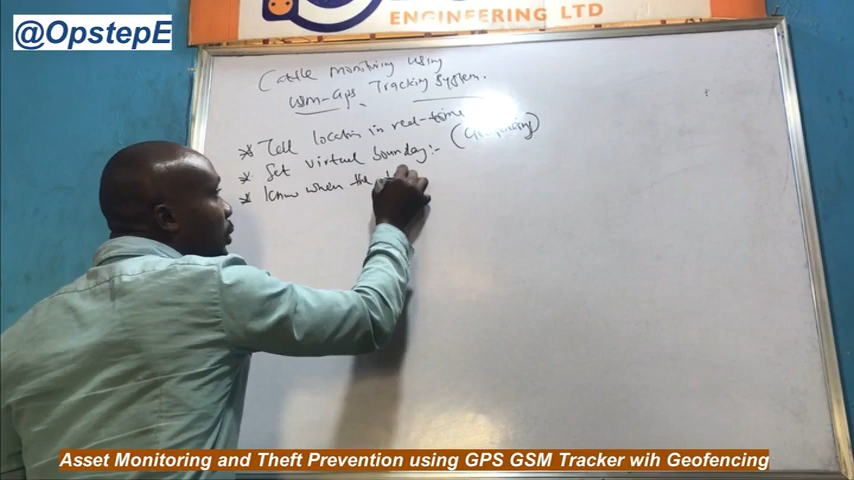 @OpstepE
ENGINEERING LTD
Cattle monitoring using
GSM-GPS Tracking System.
* Tell location in real-time
* Set virtual boundary:- (Geofencing)
* Know when the
Asset Monitoring and Theft Prevention using GPS GSM Tracker wih Geofencing